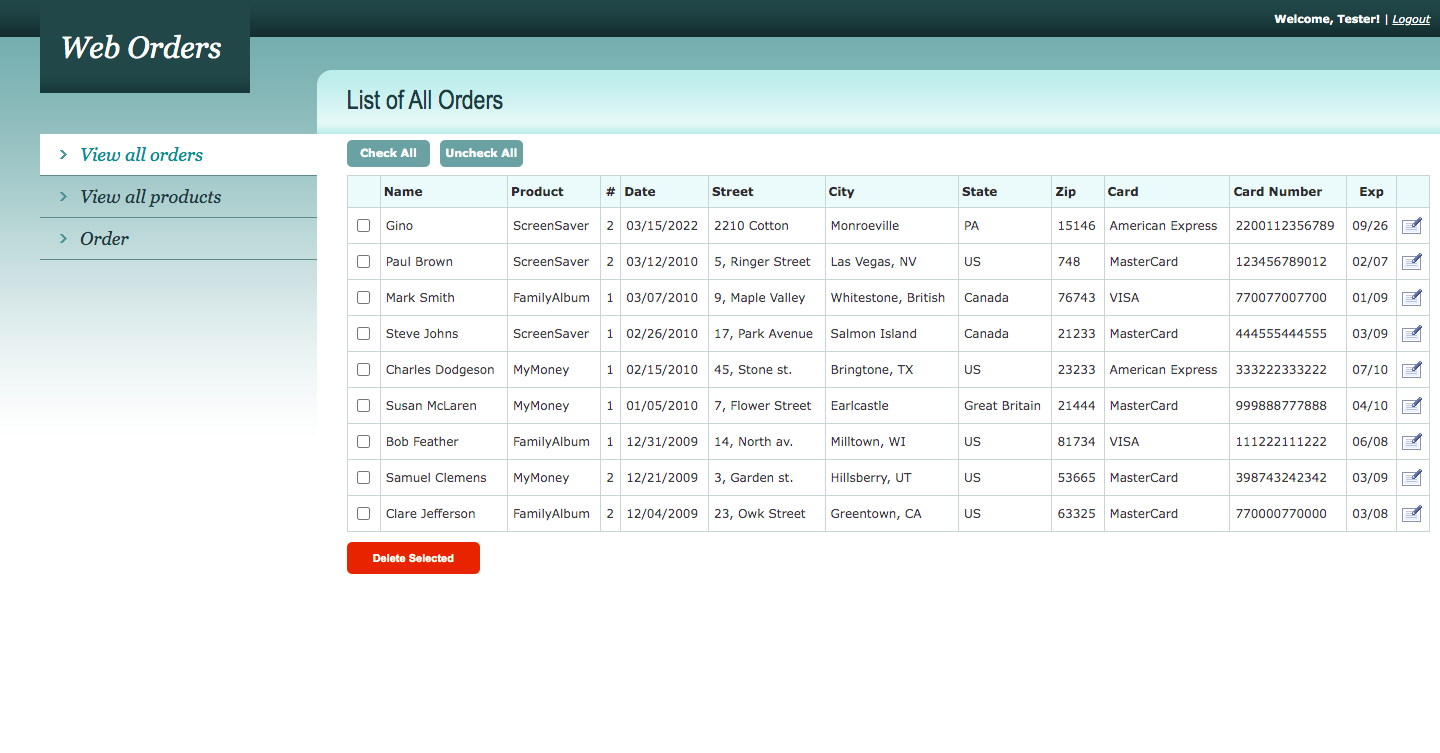 Welcome, Tester! | Logout
Web Orders
List of All Orders
View all orders
View all products
Order
Check All Uncheck All
Name Product # Date Street City State Zip Card Card Number Exp
Gino ScreenSaver 2 03/15/2022 2210 Cotton Monroeville PA 15146 American Express 2200112356789 09/26
Paul Brown ScreenSaver 2 03/12/2010 5, Ringer Street Las Vegas, NV US 748 MasterCard 123456789012 02/07
Mark Smith FamilyAlbum 1 03/07/2010 9, Maple Valley Whitestone, British Canada 76743 VISA 770077007700 01/09
Steve Johns ScreenSaver 1 02/26/2010 17, Park Avenue Salmon Island Canada 21233 MasterCard 444555444555 03/09
Charles Dodgeson MyMoney 1 02/15/2010 45, Stone st. Bringtone, TX US 23233 American Express 333222333222 07/10
Susan McLaren MyMoney 1 01/05/2010 7, Flower Street Earlcastle Great Britain 21444 MasterCard 999888777888 04/10
Bob Feather FamilyAlbum 1 12/31/2009 14, North av. Milltown, WI US 81734 VISA 111222111222 06/08
Samuel Clemens MyMoney 2 12/21/2009 3, Garden st. Hillsberry, UT US 53665 MasterCard 398743242342 03/09
Clare Jefferson FamilyAlbum 2 12/04/2009 23, Owk Street Greentown, CA US 63325 MasterCard 770000770000 03/08
Delete Selected